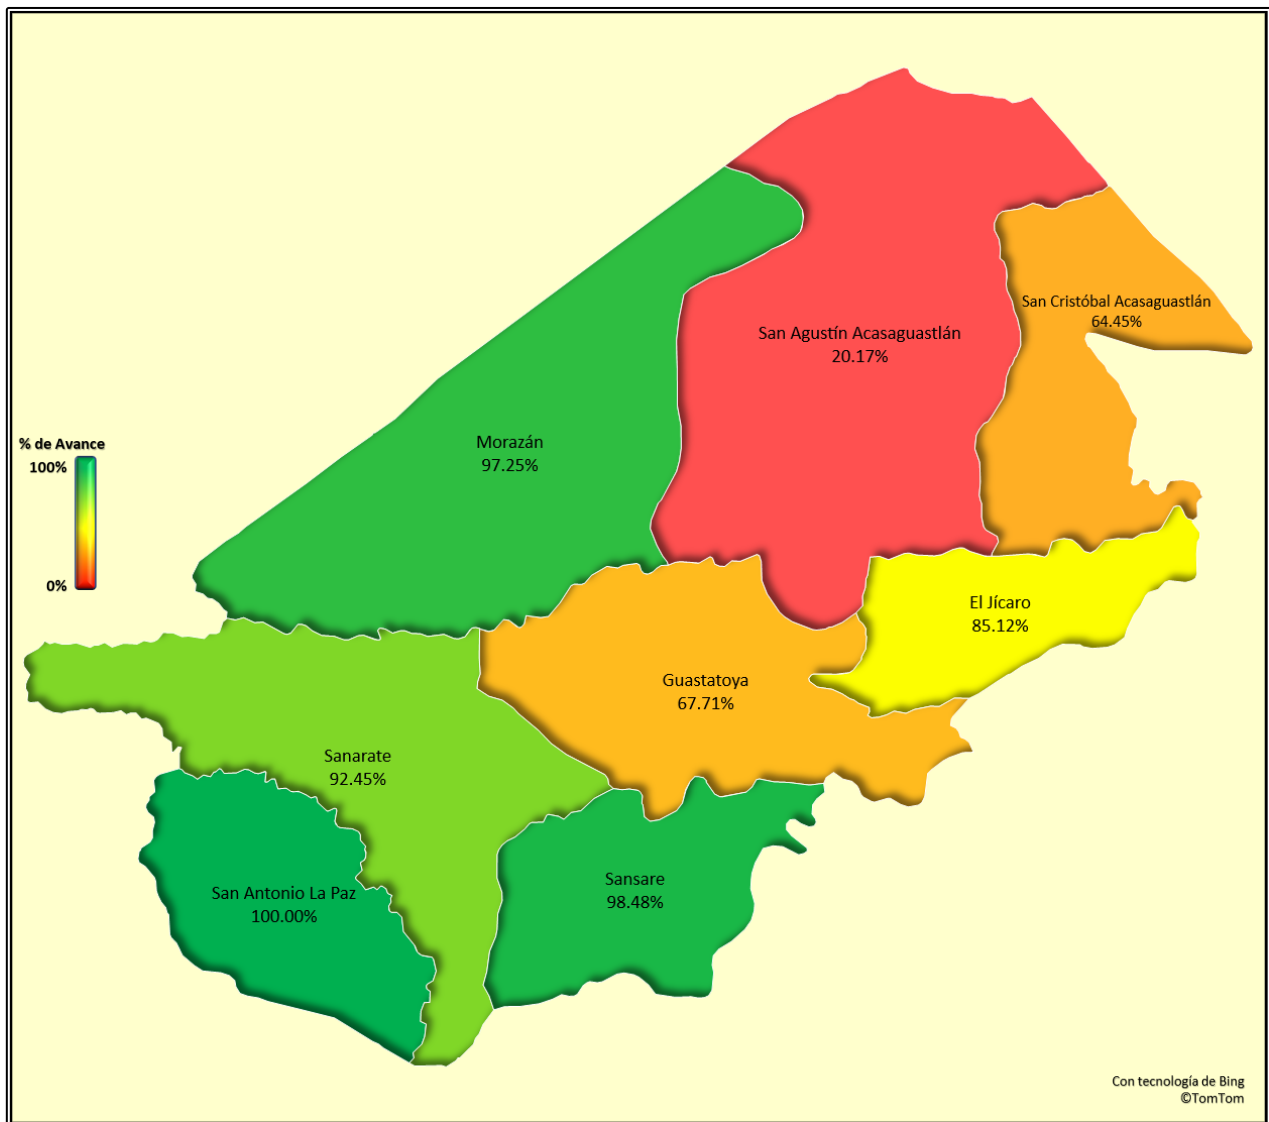 San Cristóbal Acasaguastlán
64.45%
San Agustín Acasaguastlán
20.17%
Morazán
97.25%
% de Avance
100%
0%
El Jícaro
85.12%
Guastatoya
67.71%
Sanarate
92.45%
Sansare
98.48%
San Antonio La Paz
100.00%
Con tecnología de Bing
©TomTom